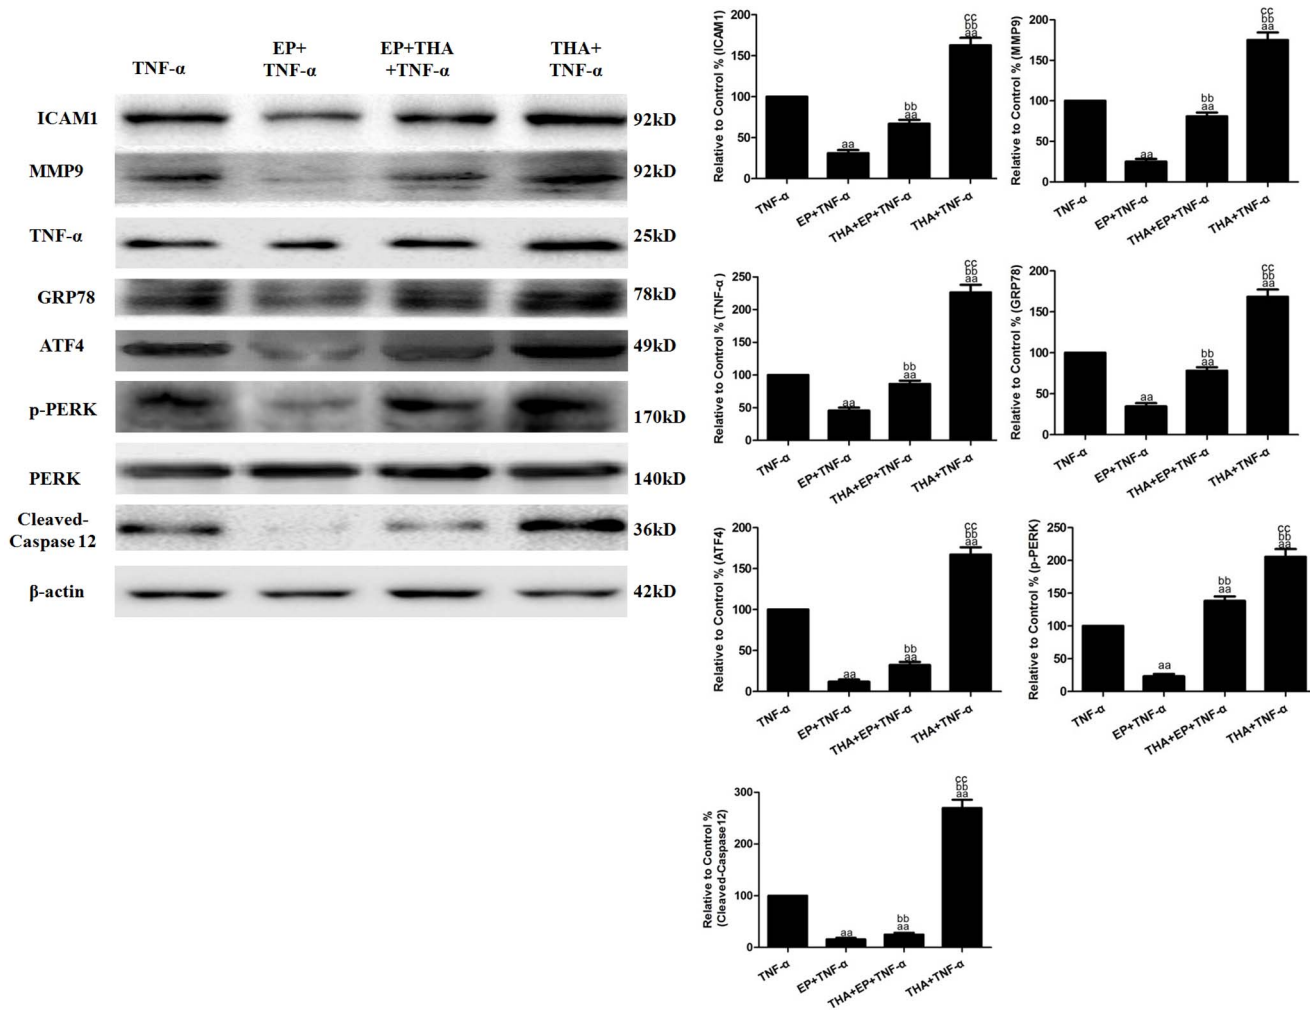 TNF-α
EP+
TNF-α
EP+THA
+TNF-α
THA+
TNF-α
ICAM1
92kD
MMP9
92kD
TNF-α
25kD
GRP78
78kD
ATF4
49kD
p-PERK
170kD
PERK
140kD
Cleaved-
Caspase 12
36kD
β-actin
42kD
Relative to Control % (ICAM1)
200
150
100
50
0
aa
bb
aa
cc
bb
aa
TNF-α
EP+TNF-α
THA+EP+TNF-α
THA+TNF-α
Relative to Control % (MMP9)
200
150
100
50
0
aa
bb
aa
cc
bb
aa
TNF-α
EP+TNF-α
THA+EP+TNF-α
THA+TNF-α
Relative to Control % (TNF-α)
250
200
150
100
50
0
aa
bb
aa
cc
bb
aa
TNF-α
EP+TNF-α
THA+EP+TNF-α
THA+TNF-α
Relative to Control % (GRP78)
200
150
100
50
0
aa
bb
aa
cc
bb
aa
TNF-α
EP+TNF-α
THA+EP+TNF-α
THA+TNF-α
Relative to Control % (ATF4)
200
150
100
50
0
aa
bb
aa
cc
bb
aa
TNF-α
EP+TNF-α
THA+EP+TNF-α
THA+TNF-α
Relative to Control % (p-PERK)
250
200
150
100
50
0
aa
bb
aa
cc
bb
aa
TNF-α
EP+TNF-α
THA+EP+TNF-α
THA+TNF-α
Relative to Control %
(Cleaved-Caspase12)
300
200
100
0
aa
bb
aa
cc
bb
aa
TNF-α
EP+TNF-α
THA+EP+TNF-α
THA+TNF-α